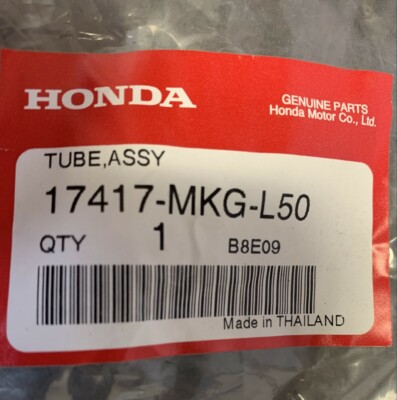 HONDA
GENUINE PARTS
Honda Motor Co., Ltd.
TUBE,ASSY
17417-MKG-L50
QTY 1 B8E09
Made in THAILAND